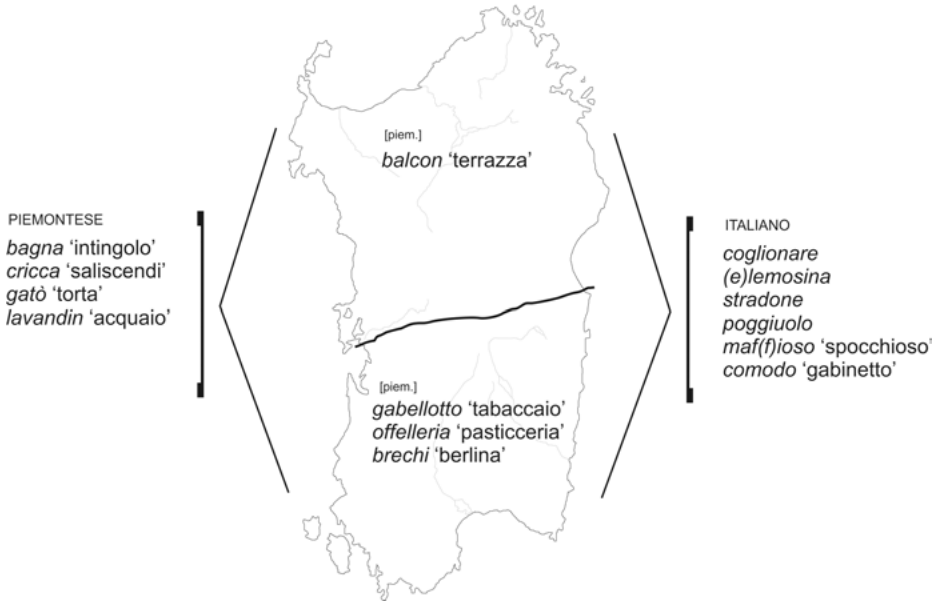 [piem.]
balcon ‘terrazza’
PIEMONTESE
bagna ‘intingolo’
cricca ‘saliscendi’
gatò ‘torta’
lavandin ‘acquaio’
ITALIANO
coglionare
(e)lemosina
stradone
poggiuolo
maf(f)ioso ‘spocchioso’
comodo ‘gabinetto’
[piem.]
gabellotto ‘tabaccaio’
offelleria ‘pasticceria’
brechi ‘berlina’